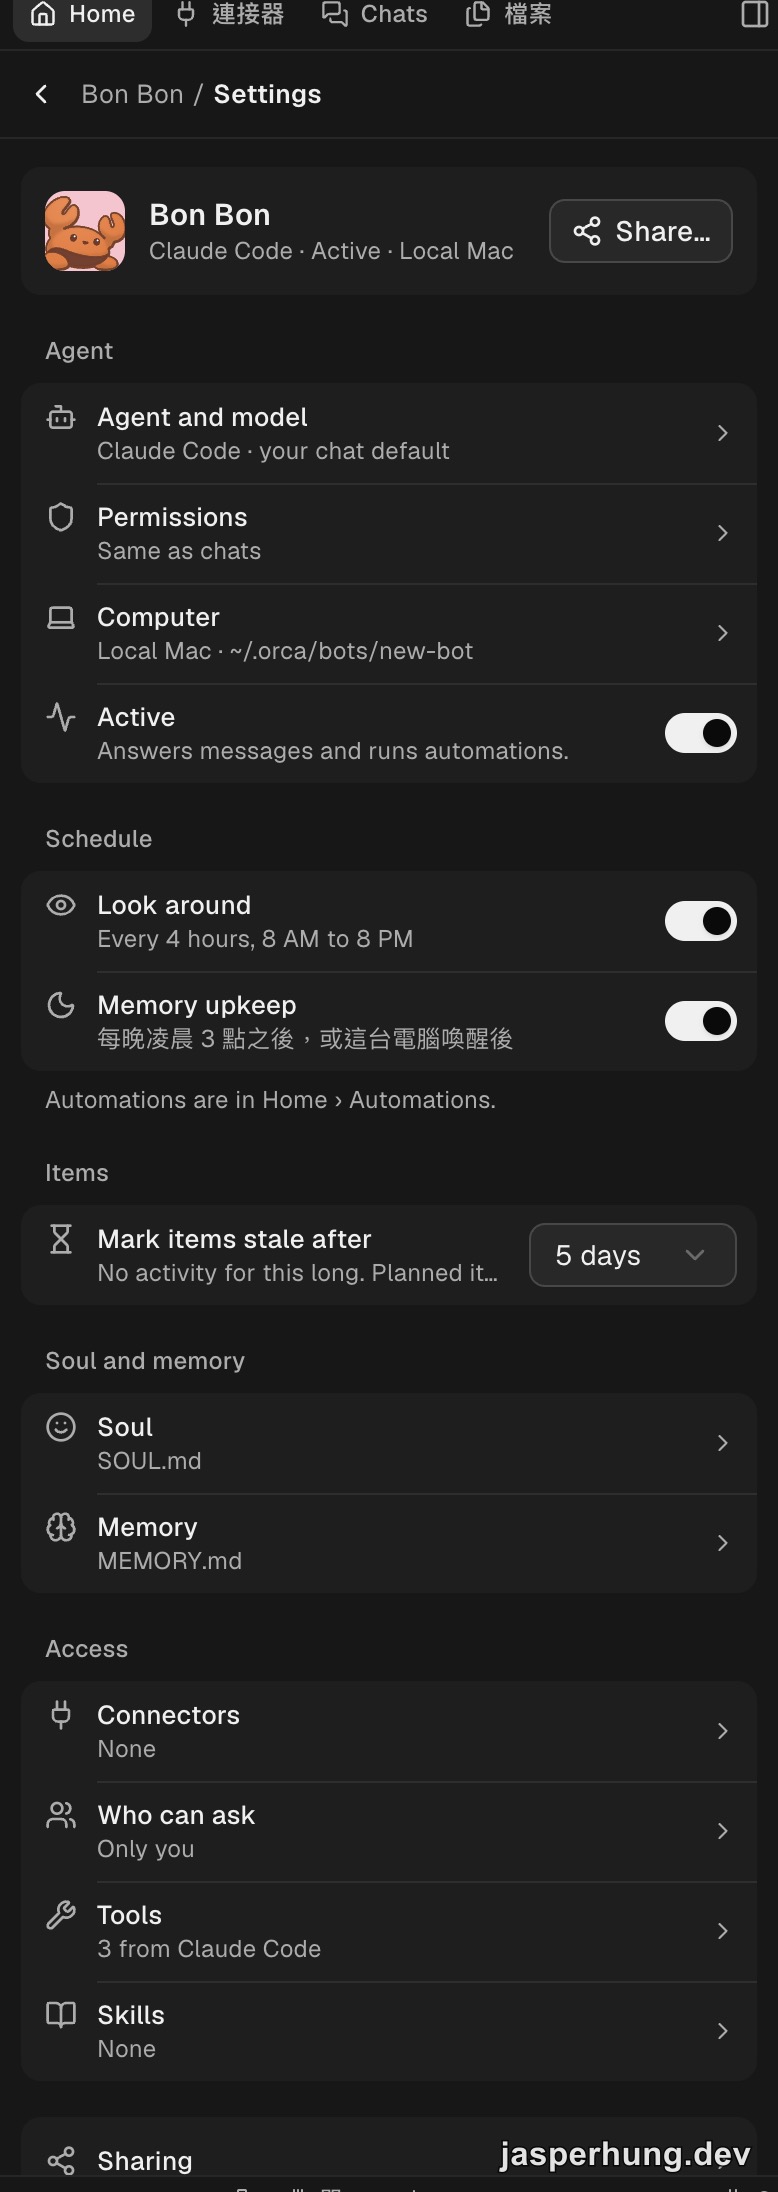 Home 連接器 Chats 檔案
Bon Bon / Settings
Bon Bon
Claude Code · Active · Local Mac
Share...
Agent
Agent and model
Claude Code · your chat default
Permissions
Same as chats
Computer
Local Mac · ~/.orca/bots/new-bot
Active
Answers messages and runs automations.
Schedule
Look around
Every 4 hours, 8 AM to 8 PM
Memory upkeep
每晚凌晨 3 點之後，或這台電腦喚醒後
Automations are in Home › Automations.
Items
Mark items stale after
No activity for this long. Planned it...
5 days
Soul and memory
Soul
SOUL.md
Memory
MEMORY.md
Access
Connectors
None
Who can ask
Only you
Tools
3 from Claude Code
Skills
None
Sharing
jasperhung.dev